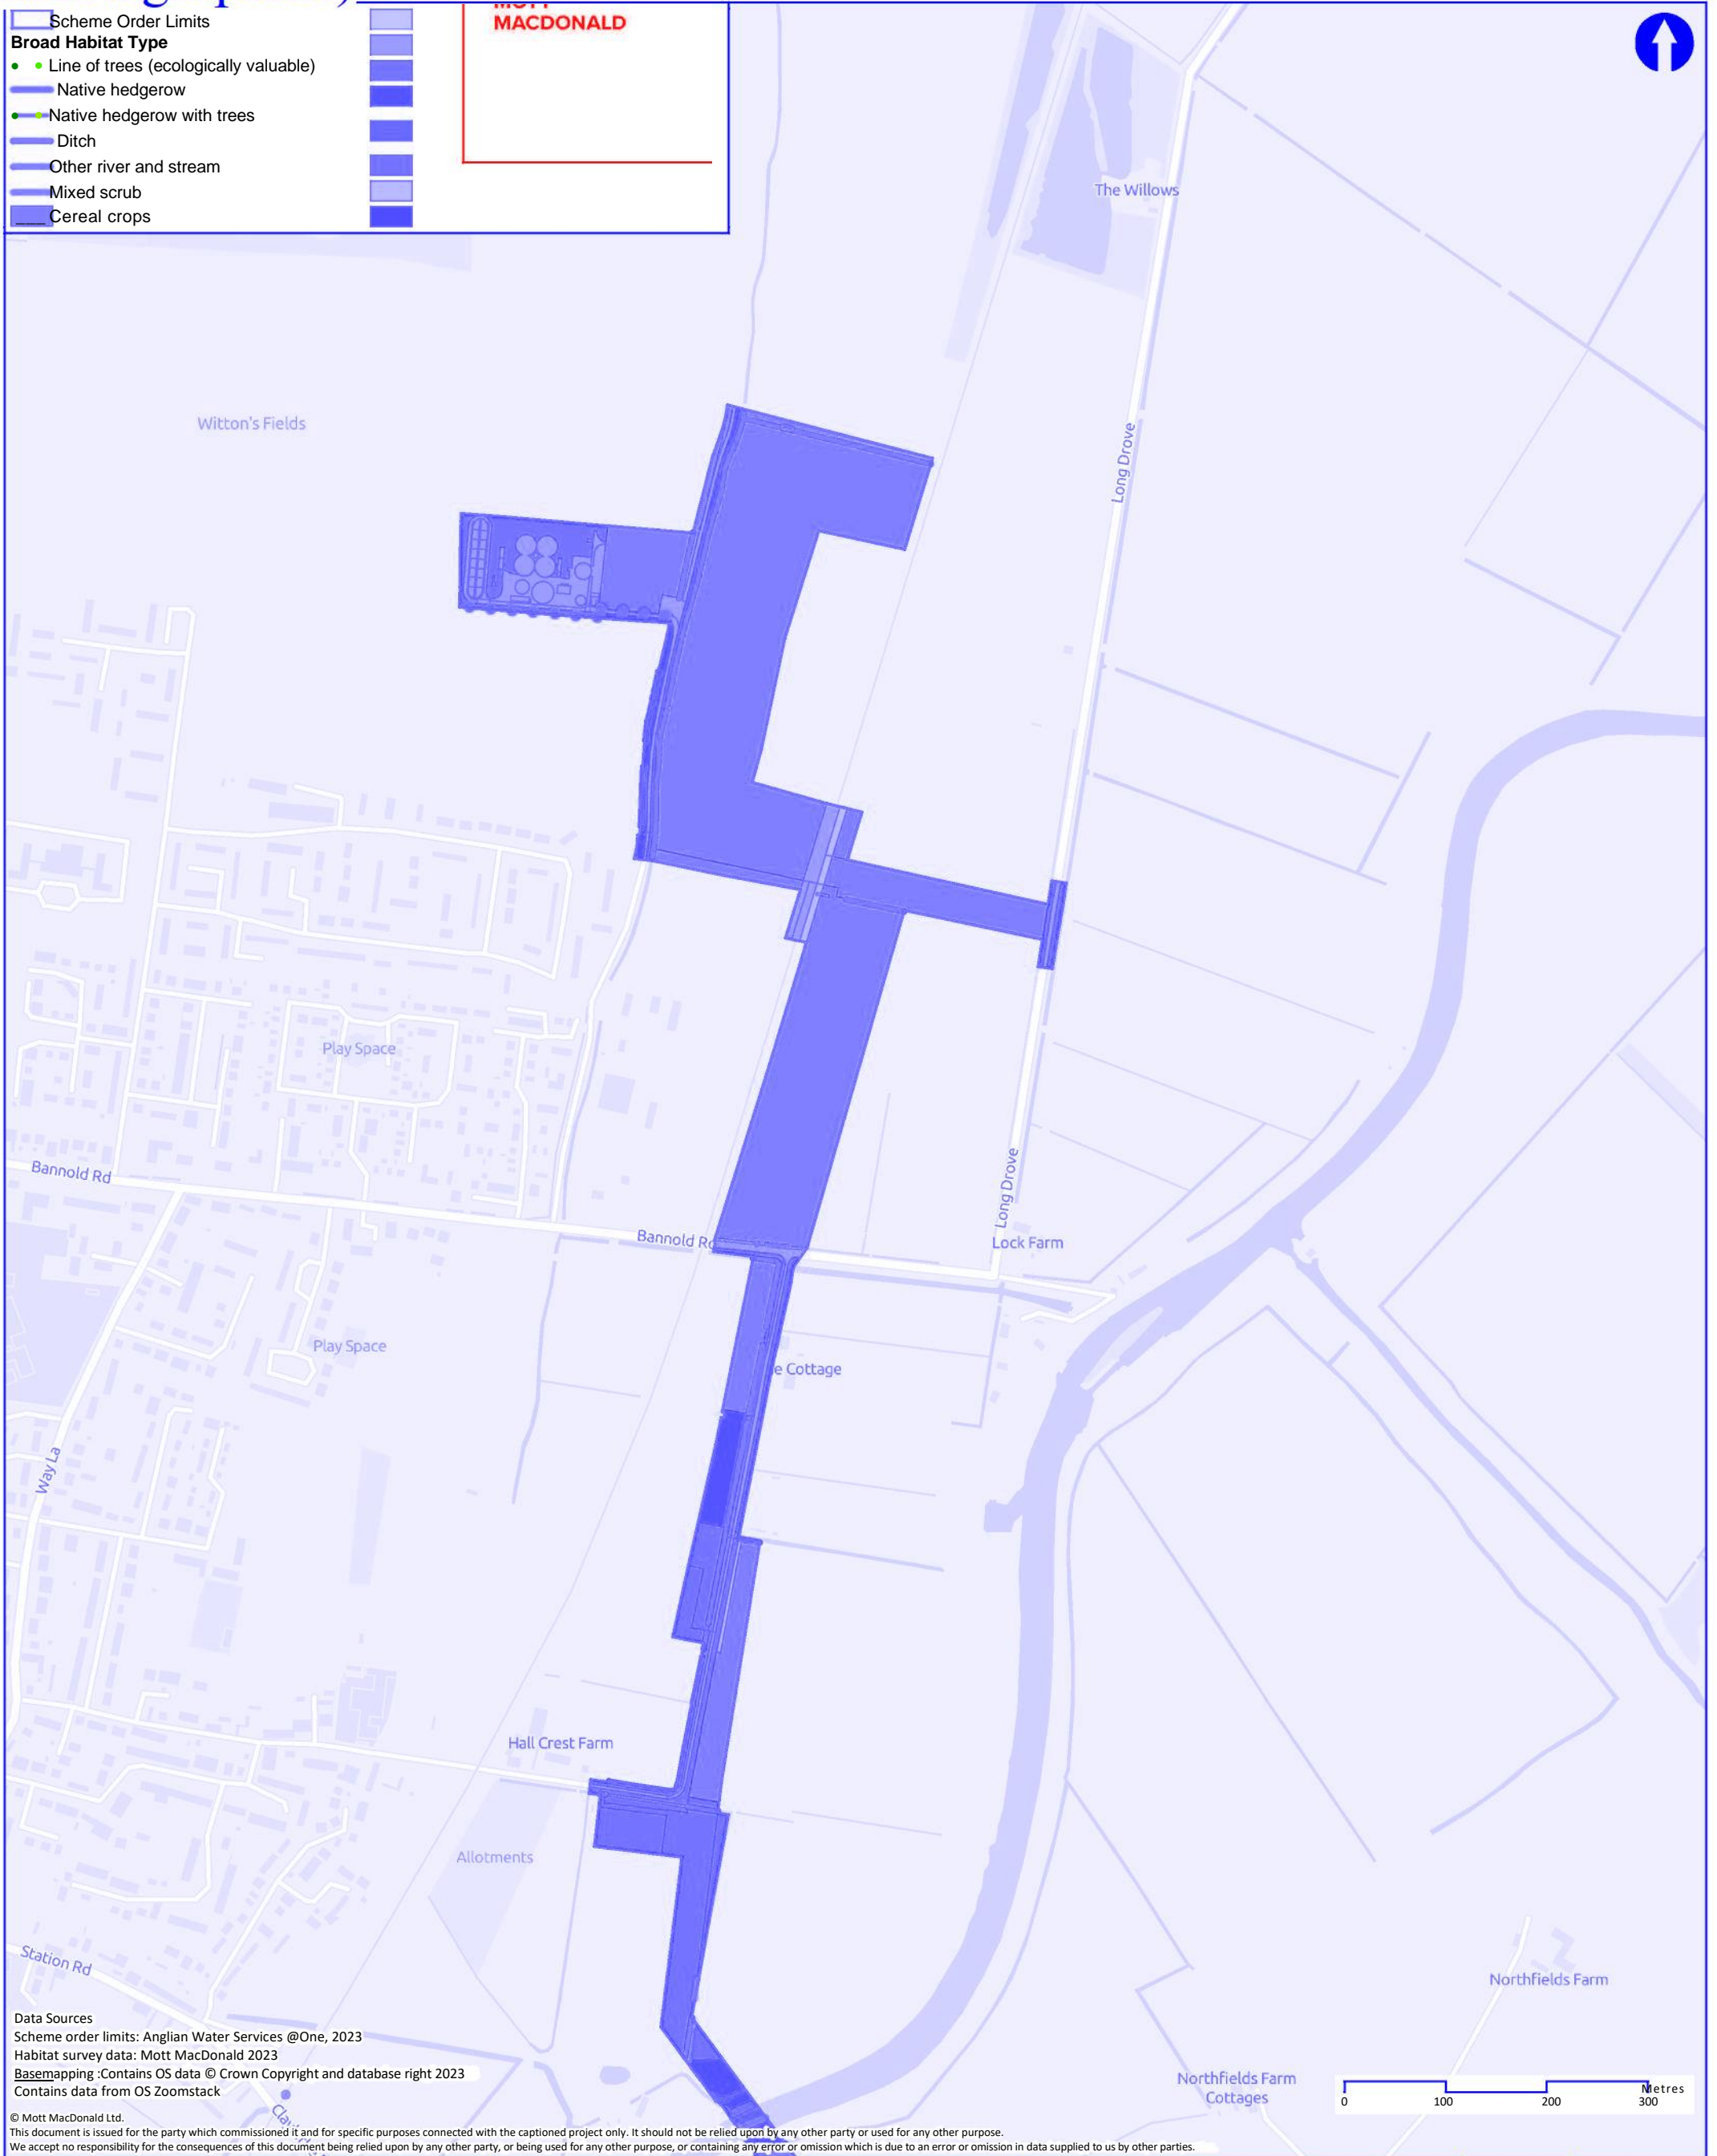 MACDONALD
Scheme Order Limits
Broad Habitat Type
Line of trees (ecologically valuable)
Native hedgerow
Native hedgerow with trees
Ditch
Other river and stream
Mixed scrub
Cereal crops
The Willows
Witton's Fields
Long Drove
Play Space
Bannold Rd
Long Drove
Bannold Rd
Lock Farm
Play Space
e Cottage
Way La
Hall Crest Farm
Allotments
Station Rd
Northfields Farm
Northfields Farm
Cottages
Metres
0 100 200 300
Data Sources
Scheme order limits: Anglian Water Services @One, 2023
Habitat survey data: Mott MacDonald 2023
Basemapping :Contains OS data © Crown Copyright and database right 2023
Contains data from OS Zoomstack
© Mott MacDonald Ltd.
This document is issued for the party which commissioned it and for specific purposes connected with the captioned project only. It should not be relied upon by any other party or used for any other purpose.
We accept no responsibility for the consequences of this document being relied upon by any other party, or being used for any other purpose, or containing any error or omission which is due to an error or omission in data supplied to us by other parties.